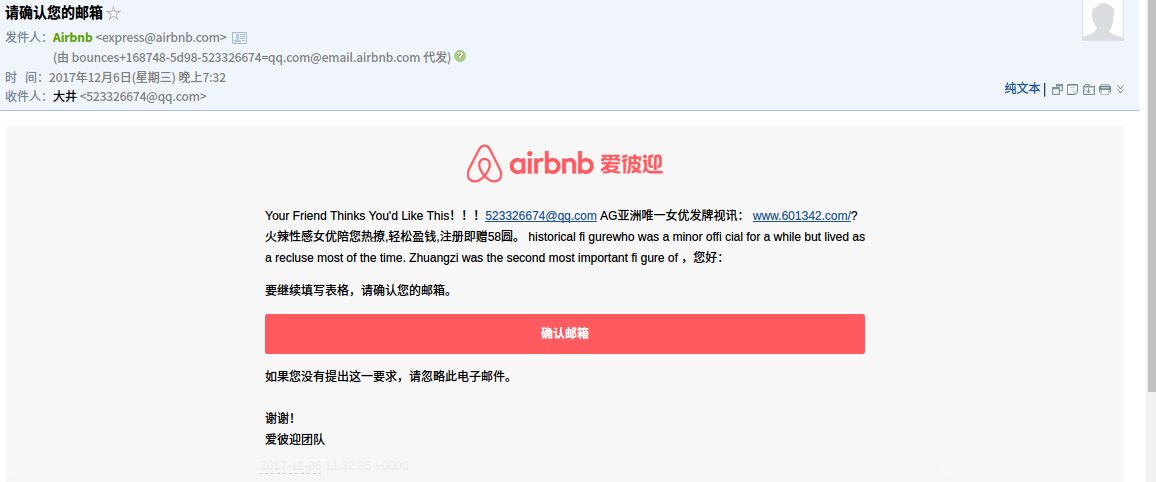 请确认您的邮箱
发件人：Airbnb <express@airbnb.com>
(由 bounces+168748-5d98-523326674=qq.com@email.airbnb.com 代发)
时 间：2017年12月6日(星期三) 晚上7:32
收件人：大井 <523326674@qq.com>
纯文本 |
airbnb 爱彼迎
Your Friend Thinks You'd Like This！！！523326674@qq.com AG亚洲唯一女优发牌视讯： www.601342.com/?
火辣性感女优陪您热撩,轻松盈钱,注册即赠58圆。 historical fi gurewho was a minor offi cial for a while but lived as
a recluse most of the time. Zhuangzi was the second most important fi gure of ，您好：
要继续填写表格，请确认您的邮箱。
确认邮箱
如果您没有提出这一要求，请忽略此电子邮件。
谢谢！
爱彼迎团队
2017-12-06 11:32:35 +0000